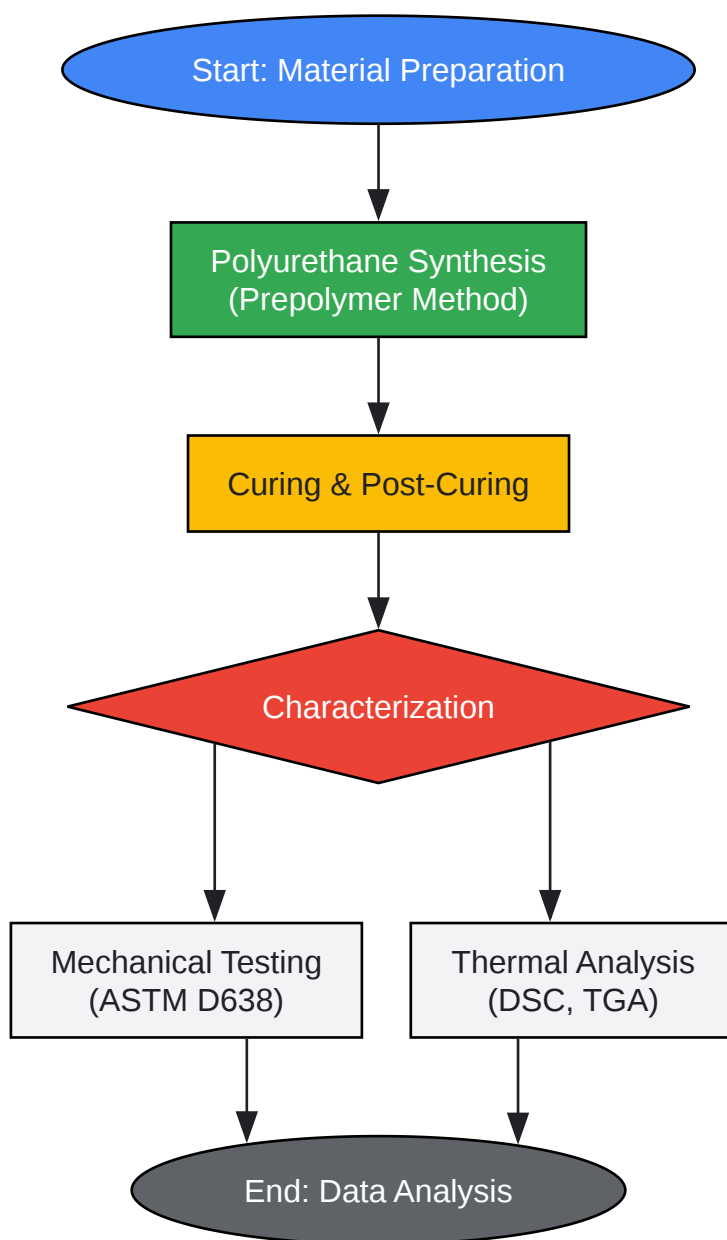 Start: Material Preparation
Polyurethane Synthesis
(Prepolymer Method)
Curing & Post-Curing
Characterization
Mechanical Testing
(ASTM D638)
Thermal Analysis
(DSC, TGA)
End: Data Analysis